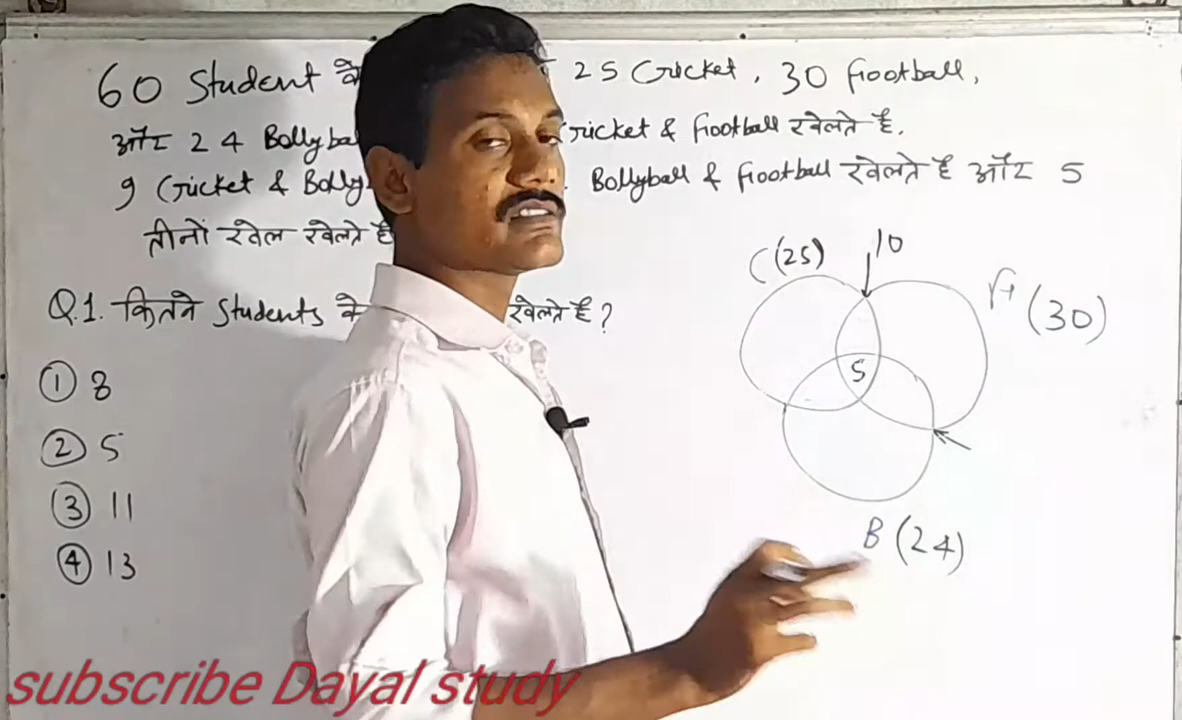 60 Student के 25 Cricket, 30 football,
और 24 Bollyball Cricket & football खेलते है.
9 Cricket & Bolly Bollyball & football खेलते है और 5
तीनों खेल खेलते है
Q.1. कितने Students के खेलते है?
① 8
② 5
③ 11
④ 13
C (25)
10
F (30)
5
B (24)
subscribe Dayal study